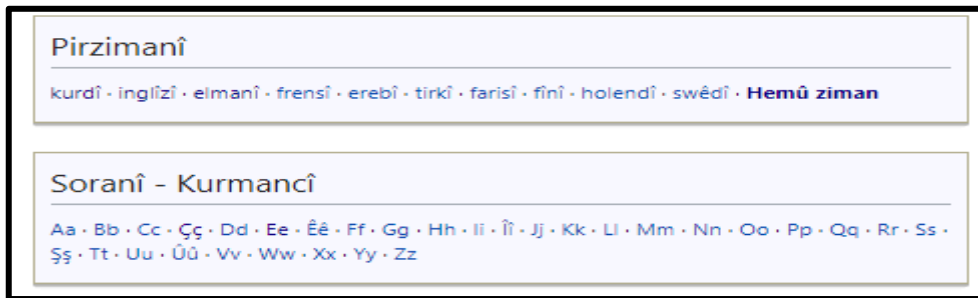 Pirzimanî
kurdî · inglîzî · elmanî · frensî · erebî · tirkî · farisî · fînî · holendî · swêdî · Hemû ziman
Soranî - Kurmancî
Aa · Bb · Cc · Çç · Dd · Ee · Êê · Ff · Gg · Hh · Ii · Îî · Jj · Kk · Ll · Mm · Nn · Oo · Pp · Qq · Rr · Ss ·
Şş · Tt · Uu · Ûû · Vv · Ww · Xx · Yy · Zz